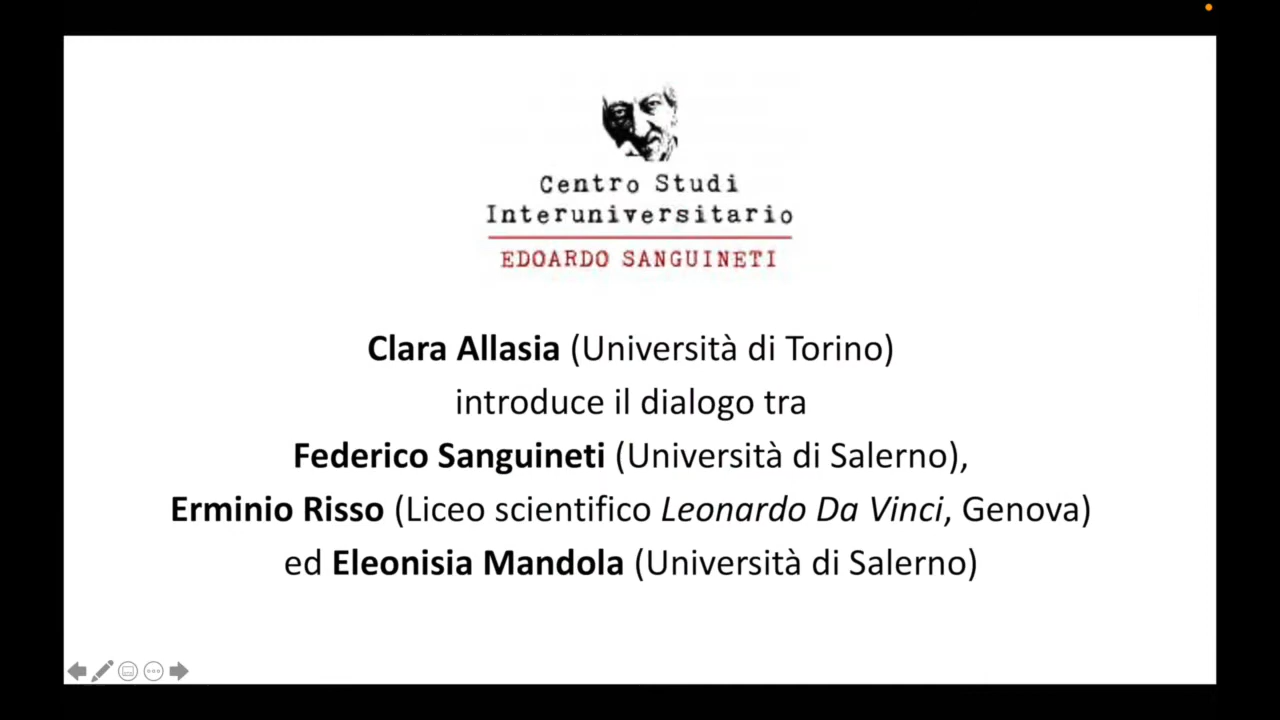 Centro Studi
Interuniversitario
EDOARDO SANGUINETI
Clara Allasia (Università di Torino)
introduce il dialogo tra
Federico Sanguineti (Università di Salerno),
Erminio Risso (Liceo scientifico Leonardo Da Vinci, Genova)
ed Eleonisia Mandola (Università di Salerno)